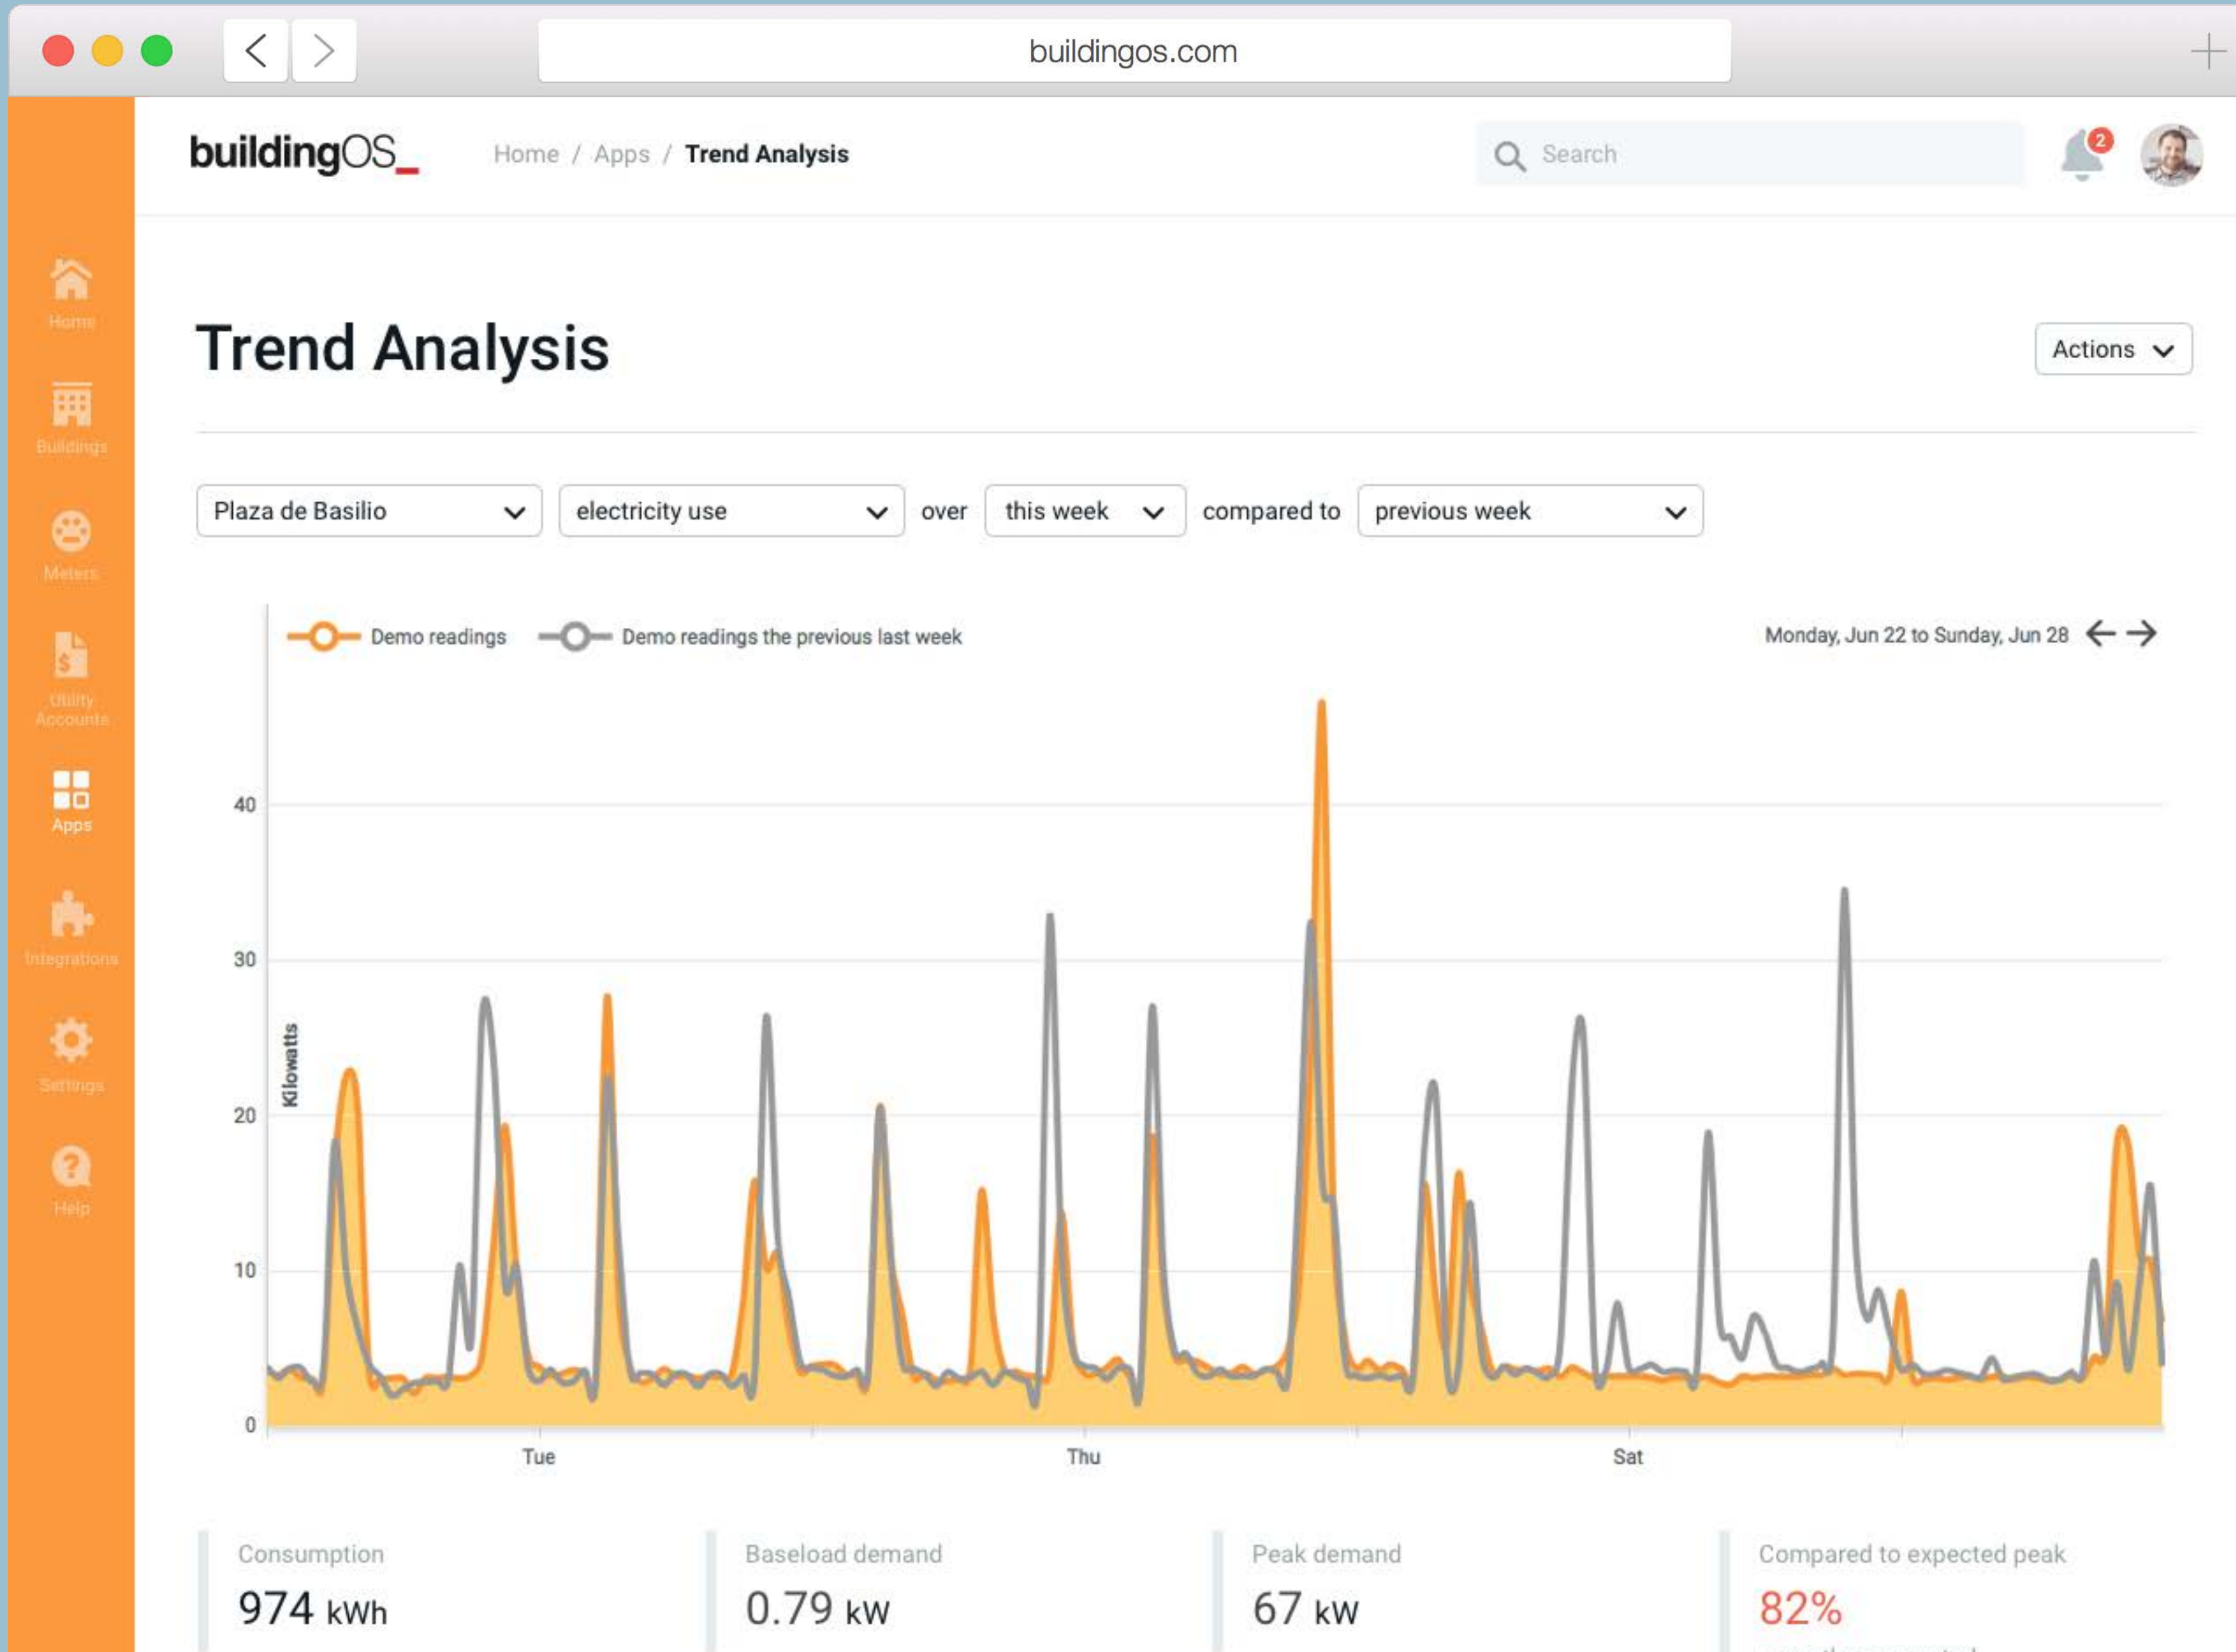 buildingos.com
buildingOS_
Home / Apps / Trend Analysis
Search
2
Home
Buildings
Meters
Utility
Accounts
Apps
Integrations
Settings
Help
Trend Analysis
Actions
Plaza de Basilio
electricity use
over
this week
compared to
previous week
Demo readings
Demo readings the previous last week
Monday, Jun 22 to Sunday, Jun 28
40
30
20
10
0
Kilowatts
Tue
Thu
Sat
Consumption
974 kWh
Baseload demand
0.79 kW
Peak demand
67 kW
Compared to expected peak
82%